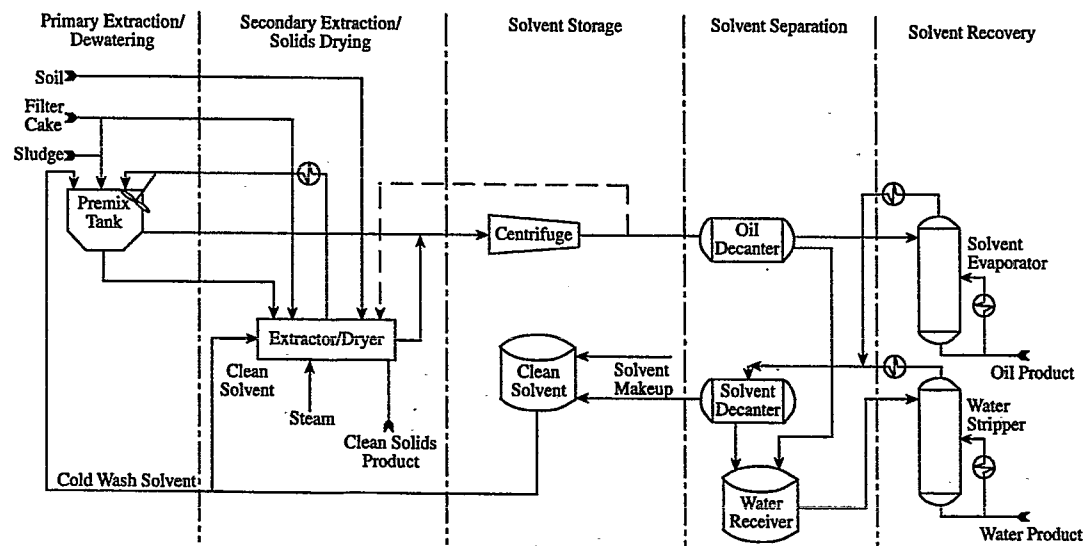 Primary Extraction/
Dewatering
Secondary Extraction/
Solids Drying
Solvent Storage
Solvent Separation
Solvent Recovery
Soil
Filter
Cake
Sludge
Premix
Tank
Centrifuge
Oil
Decanter
Solvent
Evaporator
Extractor/Dryer
Clean
Solvent
Steam
Clean Solids
Product
Clean
Solvent
Solvent
Makeup
Solvent
Decanter
Oil Product
Water
Stripper
Cold Wash Solvent
Water
Receiver
Water Product